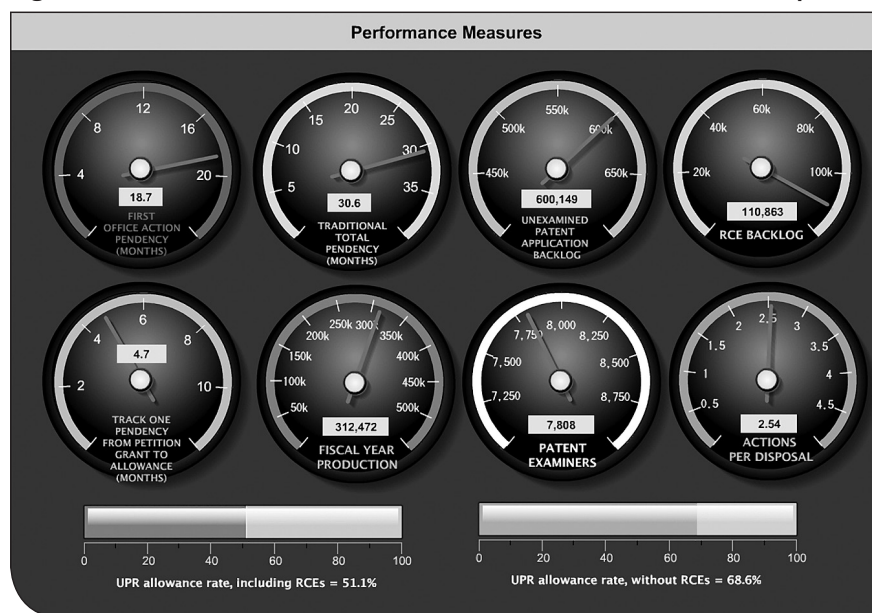 Performance Measures
4
8
12
16
20
18.7
FIRST
OFFICE ACTION
PENDENCY
(MONTHS)
5
10
15
20
25
30
35
30.6
TRADITIONAL
TOTAL
PENDENCY
(MONTHS)
450k
500k
550k
600k
650k
600,149
UNEXAMINED
PATENT
APPLICATION
BACKLOG
20k
40k
60k
80k
100k
110,863
RCE BACKLOG
2
4
6
8
10
4.7
TRACK ONE
PENDENCY
FROM PETITION
GRANT TO
ALLOWANCE
(MONTHS)
50k
100k
150k
200k
250k
300k
350k
400k
450k
500k
312,472
FISCAL YEAR
PRODUCTION
7,250
7,500
7,750
8,000
8,250
8,500
8,750
7,808
PATENT
EXAMINERS
0.5
1
1.5
2
2.5
3
3.5
4
4.5
2.54
ACTIONS
PER DISPOSAL
0 20 40 60 80 100
UPR allowance rate, including RCEs = 51.1%
0 20 40 60 80 100
UPR allowance rate, without RCEs = 68.6%